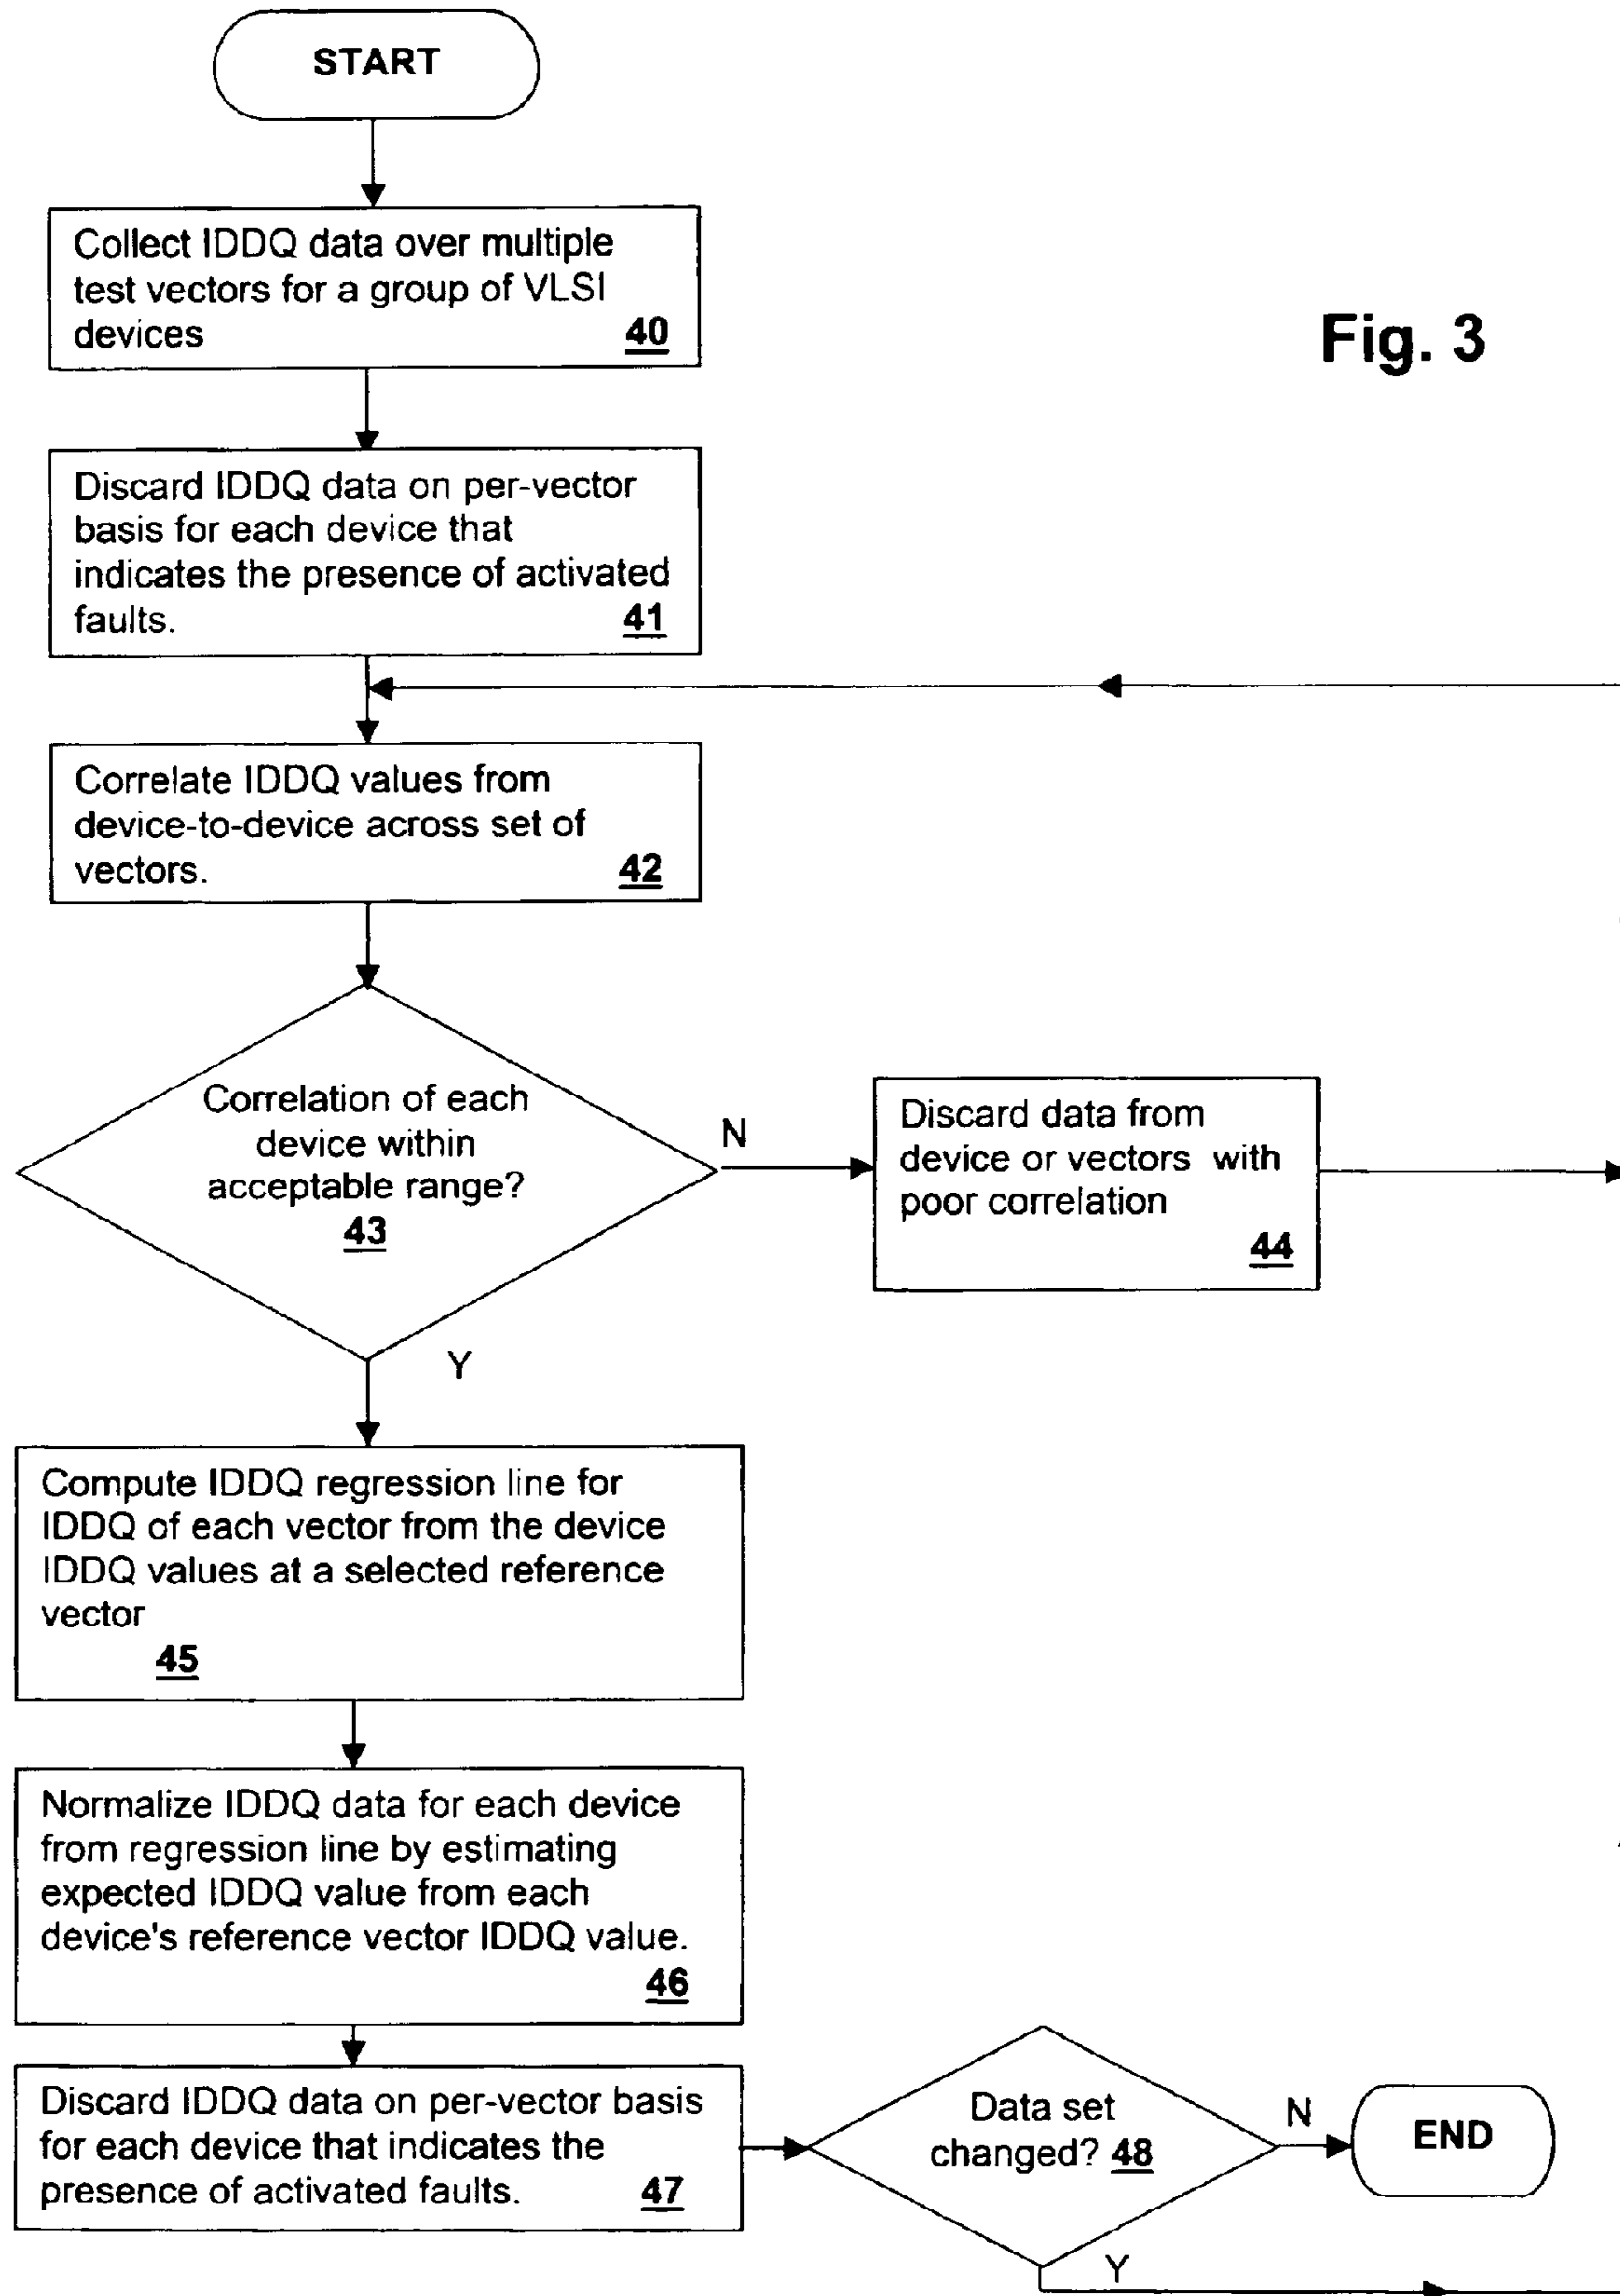 START
Collect IDDQ data over multiple
test vectors for a group of VLSI
devices 40
Fig. 3
Discard IDDQ data on per-vector
basis for each device that
indicates the presence of activated
faults. 41
Correlate IDDQ values from
device-to-device across set of
vectors. 42
Correlation of each
device within
acceptable range?
43
N
Discard data from
device or vectors with
poor correlation
44
Y
Compute IDDQ regression line for
IDDQ of each vector from the device
IDDQ values at a selected reference
vector
45
Normalize IDDQ data for each device
from regression line by estimating
expected IDDQ value from each
device's reference vector IDDQ value.
46
Discard IDDQ data on per-vector basis
for each device that indicates the
presence of activated faults. 47
Data set
changed? 48
N
END
Y